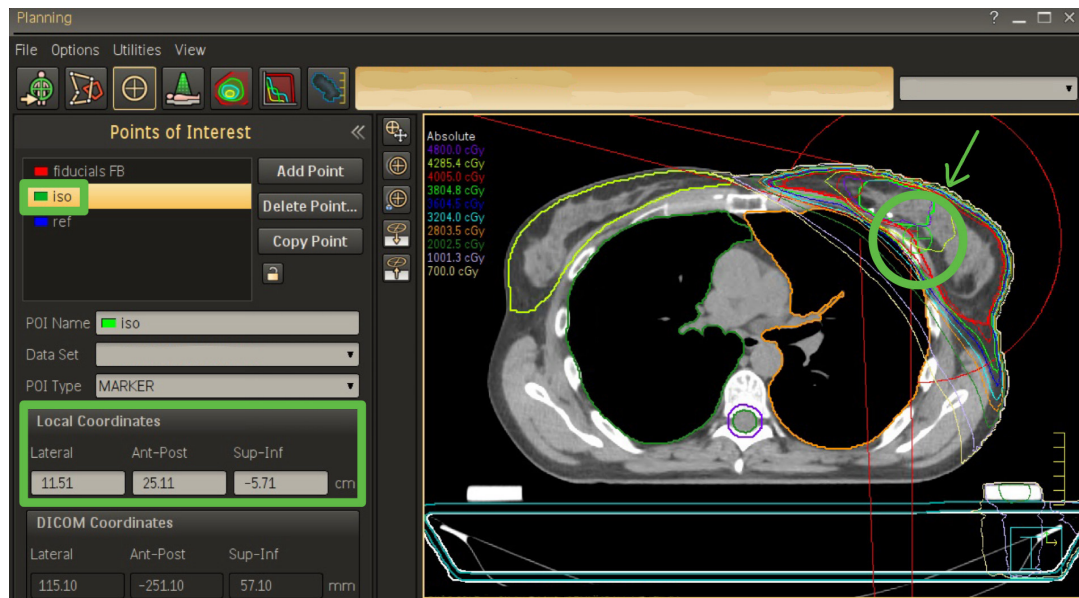 Planning
?
File Options Utilities View
Points of Interest
fiducials FB
iso
ref
Add Point
Delete Point...
Copy Point
POI Name iso
Data Set
POI Type MARKER
Local Coordinates
Lateral Ant-Post Sup-Inf
11.51 25.11 -5.71 cm
DICOM Coordinates
Lateral Ant-Post Sup-Inf
115.10 -251.10 57.10 mm
Absolute
4800.0 cGy
4285.4 cGy
4005.0 cGy
3804.8 cGy
3604.5 cGy
3204.0 cGy
2803.5 cGy
2002.5 cGy
1001.3 cGy
700.0 cGy